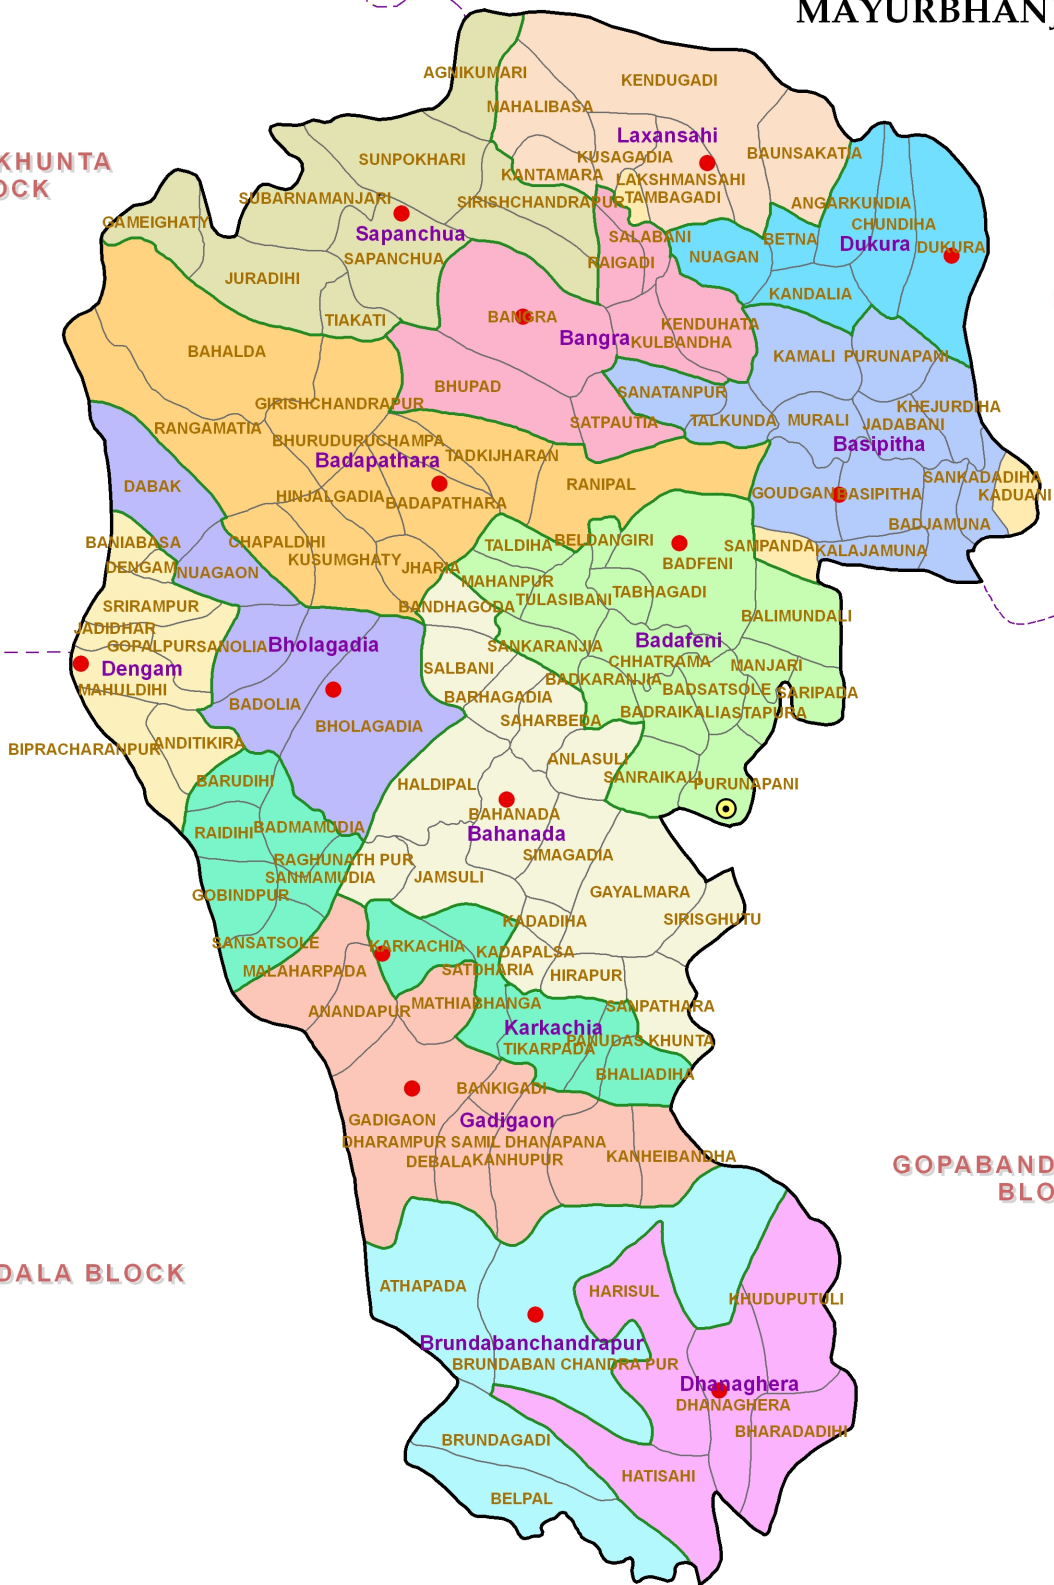 MAYURBHANJ
KHUNTA
OCK
AGNIKUMARI
KENDUGADI
MAHALIBASA
Laxansahi
SUNPOKHARI
KUSAGADIA
BAUNSAKATIA
KANTAMARA
LAKSHMANSAHI
SUBARNAMANJARI
SIRISHCHANDRAPUR
TAMBAGADI
ANGARKUNDIA
GAMEIGHATY
CHUNDIHA
Sapanchua
SALABANI
BETNA
Dukura
DUKURA
SAPANCHUA
RAIGADI
NUAGAN
JURADIHI
KANDALIA
TIAKATI
BANGRA
Bangra
KENDUHATA
KULBANDHA
BAHALDA
KAMALI
PURUNAPANI
BHUPAD
SANATANPUR
GIRISHCHANDRAPUR
KHEJURDIHA
RANGAMATIA
SATPAUTIA
TALKUNDA
MURALI
JADABANI
BHURUDURUCHAMPA
Basipitha
Badapathara
TADKIJHARAN
DABAK
RANIPAL
SANKADADIHA
HINJALGADIA
BADAPATHARA
GOUDGAN
BASIPITHA
KADUANI
BADJAMUNA
BANIABASA
CHAPALDIHI
TALDIHA
BELDANGIRI
SAMPANDA
KALAJAMUNA
DENGAM
NUAGAON
KUSUMGHATY
JHARIA
BADFENI
MAHANPUR
SRIRAMPUR
BANDHAGODA
TULASIBANI
TABHAGADI
BALIMUNDALI
JADIDHAR
GOPALPUR
SANOLIA
Bholagadia
SANKARANJIA
Badafeni
Dengam
SALBANI
CHHATRAMA
MANJARI
MAHULDIHI
BARHAGADIA
BADKARANJIA
BADSATSOLE
SARIPADA
BADOLIA
BHOLAGADIA
SAHARBEDA
BADRAIKALI
ASTAPURA
BIPRACHARANPUR
ANDITIKIRA
ANLASULI
BARUDIHI
HALDIPAL
SANRAIKALI
PURUNAPANI
BAHANADA
RAIDIHI
BADMAMUDIA
Bahanada
RAGHUNATH PUR
SIMAGADIA
SANMAMUDIA
JAMSULI
GOBINDPUR
GAYALMARA
KADADIHA
SIRISGHUTU
SANSATSOLE
KARKACHIA
KADAPALSA
MALAHARPADA
SATDHARIA
HIRAPUR
ANANDAPUR
MATHIABHANGA
SANPATHARA
Karkachia
PANUDAS KHUNTA
TIKARPADA
BHALIADIHA
BANKIGADI
GADIGAON
Gadigaon
DHARAMPUR SAMIL DHANAPANA
DEBALA
KANHUPUR
KANHEIBANDHA
GOPABAND
BLO
DALA BLOCK
ATHAPADA
HARISUL
KHUDUPUTULI
Brundabanchandrapur
BRUNDABAN CHANDRA PUR
Dhanaghera
DHANAGHERA
BHARADADIHI
BRUNDAGADI
HATISAHI
BELPAL